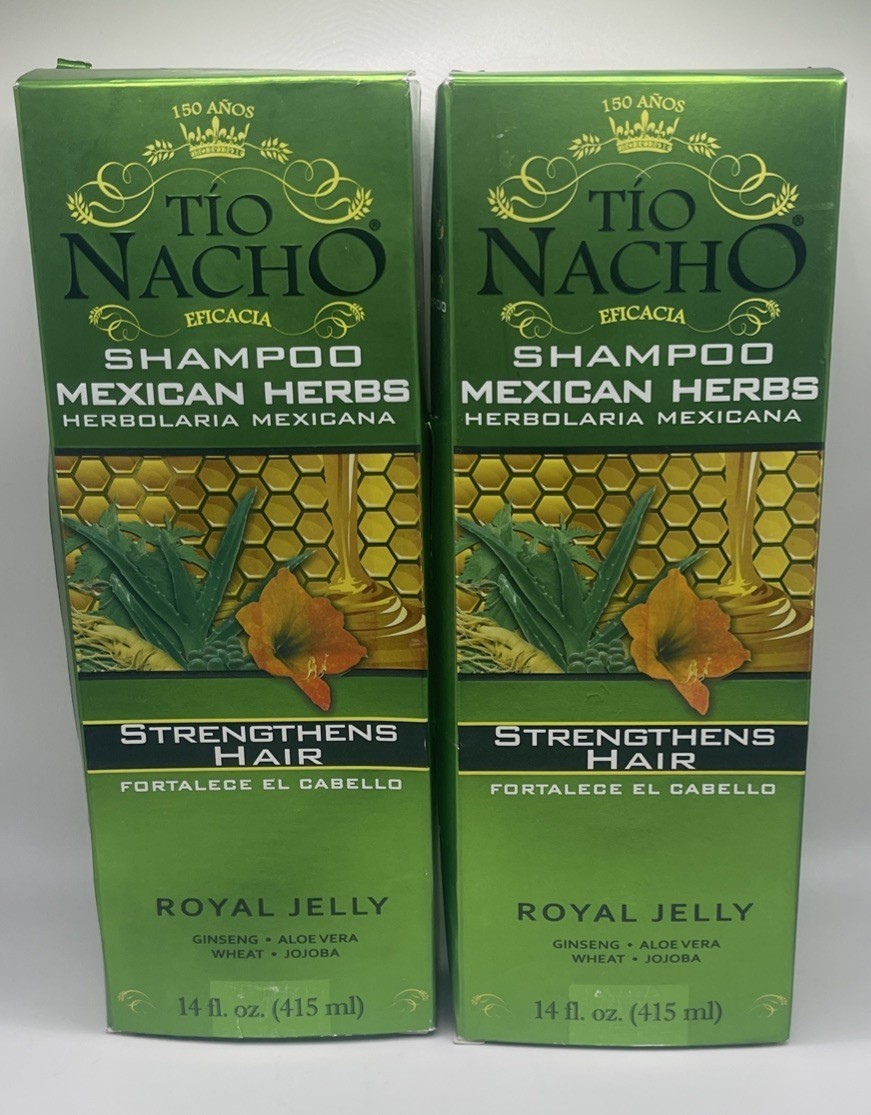 150 AÑOS
TÍO
NACHO®
EFICACIA
SHAMPOO
MEXICAN HERBS
HERBOLARIA MEXICANA
STRENGTHENS
HAIR
FORTALECE EL CABELLO
ROYAL JELLY
GINSENG • ALOE VERA
WHEAT • JOJOBA
14 fl. oz. (415 ml)
150 AÑOS
TÍO
NACHO®
EFICACIA
SHAMPOO
MEXICAN HERBS
HERBOLARIA MEXICANA
STRENGTHENS
HAIR
FORTALECE EL CABELLO
ROYAL JELLY
GINSENG • ALOE VERA
WHEAT • JOJOBA
14 fl. oz. (415 ml)